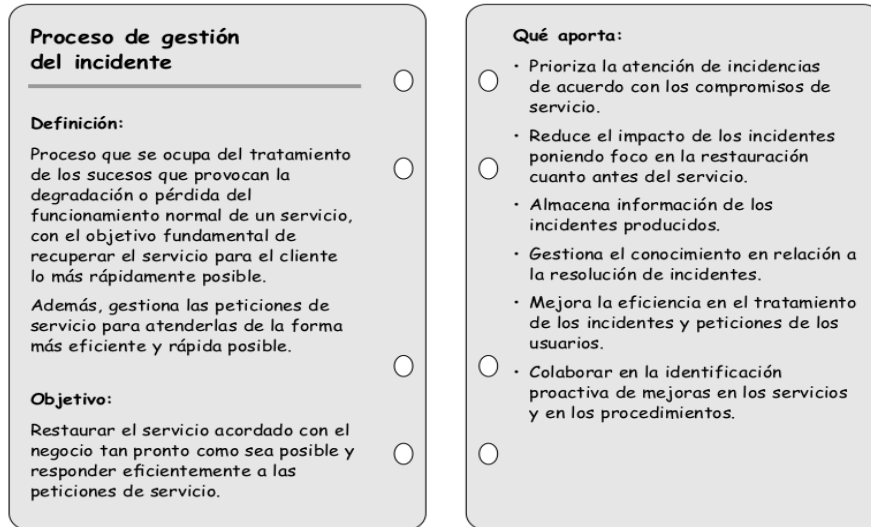 Proceso de gestión
del incidente
Definición:
Proceso que se ocupa del tratamiento
de los sucesos que provocan la
degradación o pérdida del
funcionamiento normal de un servicio,
con el objetivo fundamental de
recuperar el servicio para el cliente
lo más rápidamente posible.
Además, gestiona las peticiones de
servicio para atenderlas de la forma
más eficiente y rápida posible.
Objetivo:
Restaurar el servicio acordado con el
negocio tan pronto como sea posible y
responder eficientemente a las
peticiones de servicio.
Qué aporta:
· Prioriza la atención de incidencias
de acuerdo con los compromisos de
servicio.
· Reduce el impacto de los incidentes
poniendo foco en la restauración
cuanto antes del servicio.
· Almacena información de los
incidentes producidos.
· Gestiona el conocimiento en relación a
la resolución de incidentes.
· Mejora la eficiencia en el tratamiento
de los incidentes y peticiones de los
usuarios.
· Colaborar en la identificación
proactiva de mejoras en los servicios
y en los procedimientos.